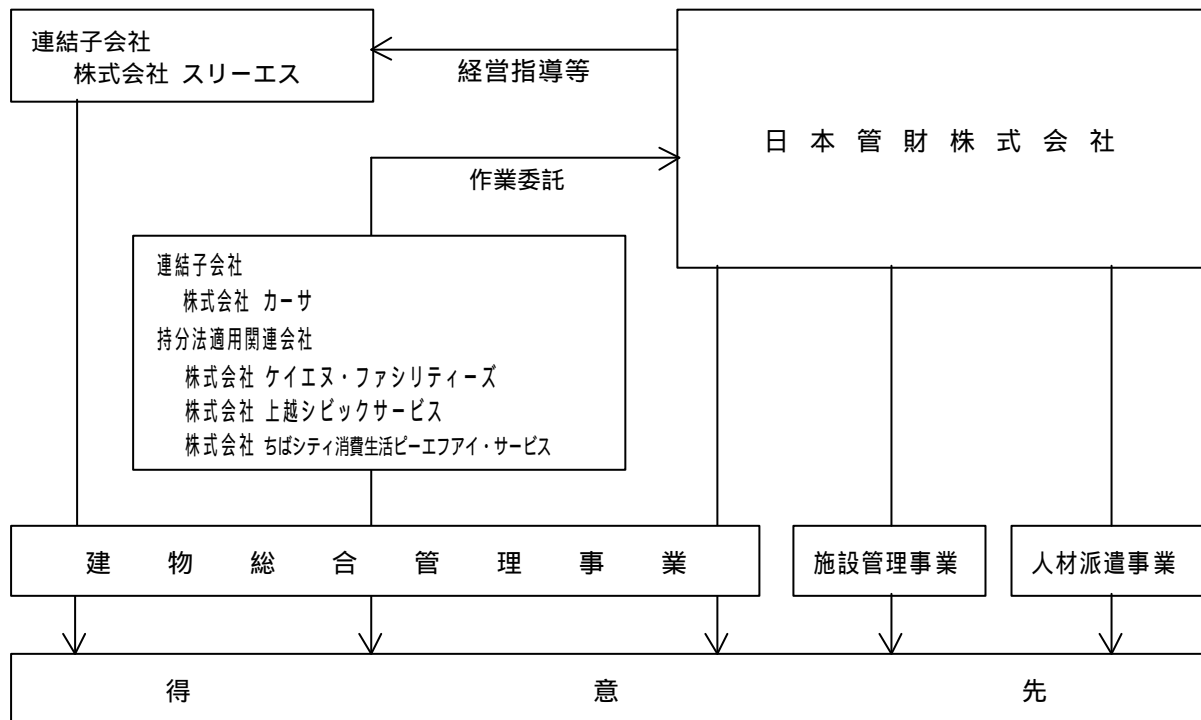 連結子会社
株式会社 スリーエス
経営指導等
日本管財株式会社
作業委託
連結子会社
株式会社 カーサ
持分法適用関連会社
株式会社 ケイエヌ・ファシリティーズ
株式会社 上越シビックサービス
株式会社 ちばシティ消費生活ピーエフアイ・サービス
建物総合管理事業
施設管理事業
人材派遣事業
得意先